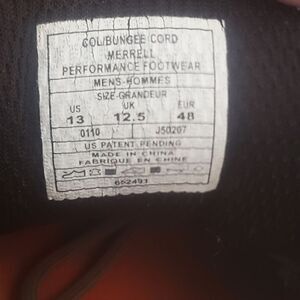 COL/BUNGEE CORD
MERRELL
PERFORMANCE FOOTWEAR
MENS-HOMMES
SIZE-GRANDEUR
US UK EUR
13 12.5 48
0110 J50207
US PATENT PENDING
MADE IN CHINA
FABRIQUE EN CHINE
652491